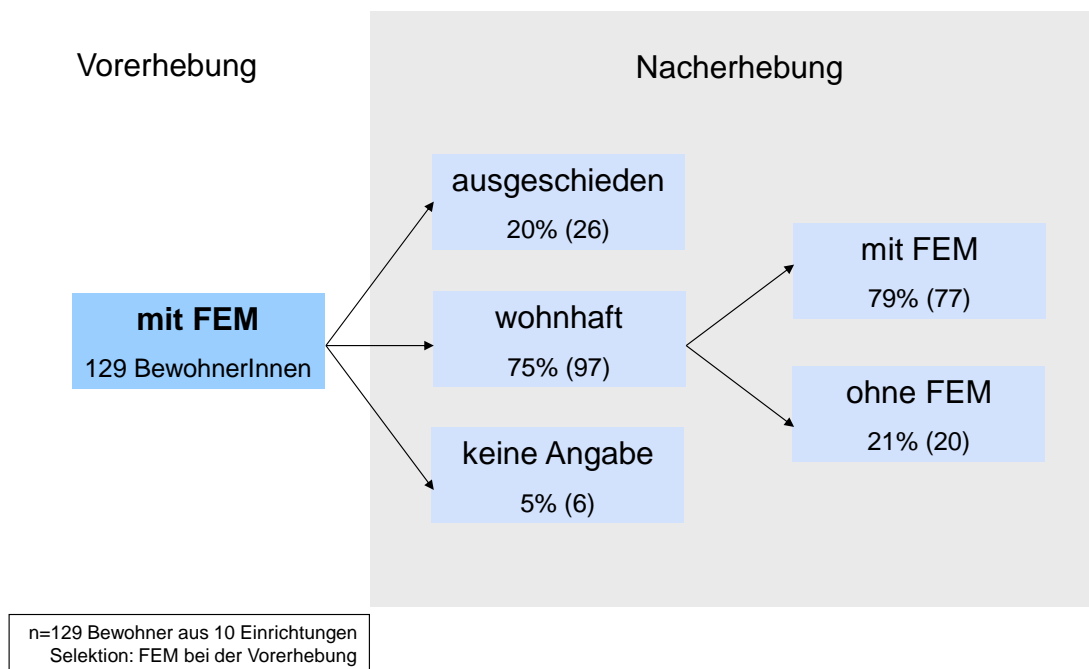 Vorerhebung
Nacherhebung
mit FEM
129 BewohnerInnen
ausgeschieden
20% (26)
wohnhaft
75% (97)
keine Angabe
5% (6)
mit FEM
79% (77)
ohne FEM
21% (20)
n=129 Bewohner aus 10 Einrichtungen
Selektion: FEM bei der Vorerhebung